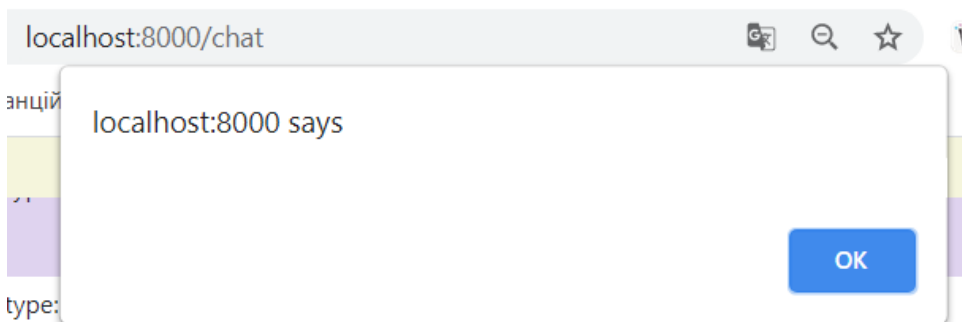 localhost:8000/chat
анцій
localhost:8000 says
OK
type: